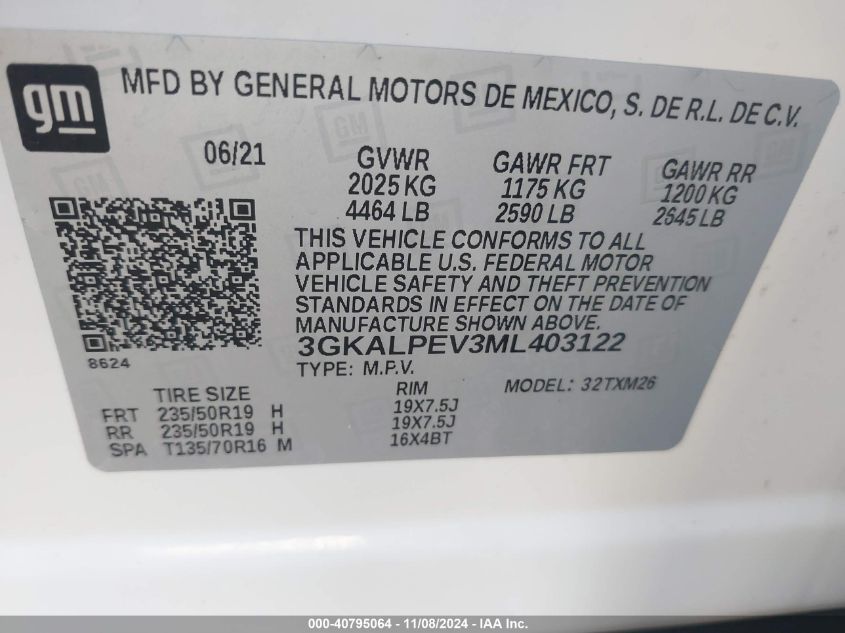 gm
MFD BY GENERAL MOTORS DE MEXICO, S. DE R.L. DE C.V.
06/21 GVWR GAWR FRT GAWR RR
2025 KG 1175 KG 1200 KG
4464 LB 2590 LB 2645 LB
THIS VEHICLE CONFORMS TO ALL
APPLICABLE U.S. FEDERAL MOTOR
VEHICLE SAFETY AND THEFT PREVENTION
STANDARDS IN EFFECT ON THE DATE OF
MANUFACTURE SHOWN ABOVE.
3GKALPEV3ML403122
8624 TYPE: M.P.V. MODEL: 32TXM26
TIRE SIZE RIM
FRT 235/50R19 H 19X7.5J
RR 235/50R19 H 19X7.5J
SPA T135/70R16 M 16X4BT
000-40795064 - 11/08/2024 - IAA Inc.